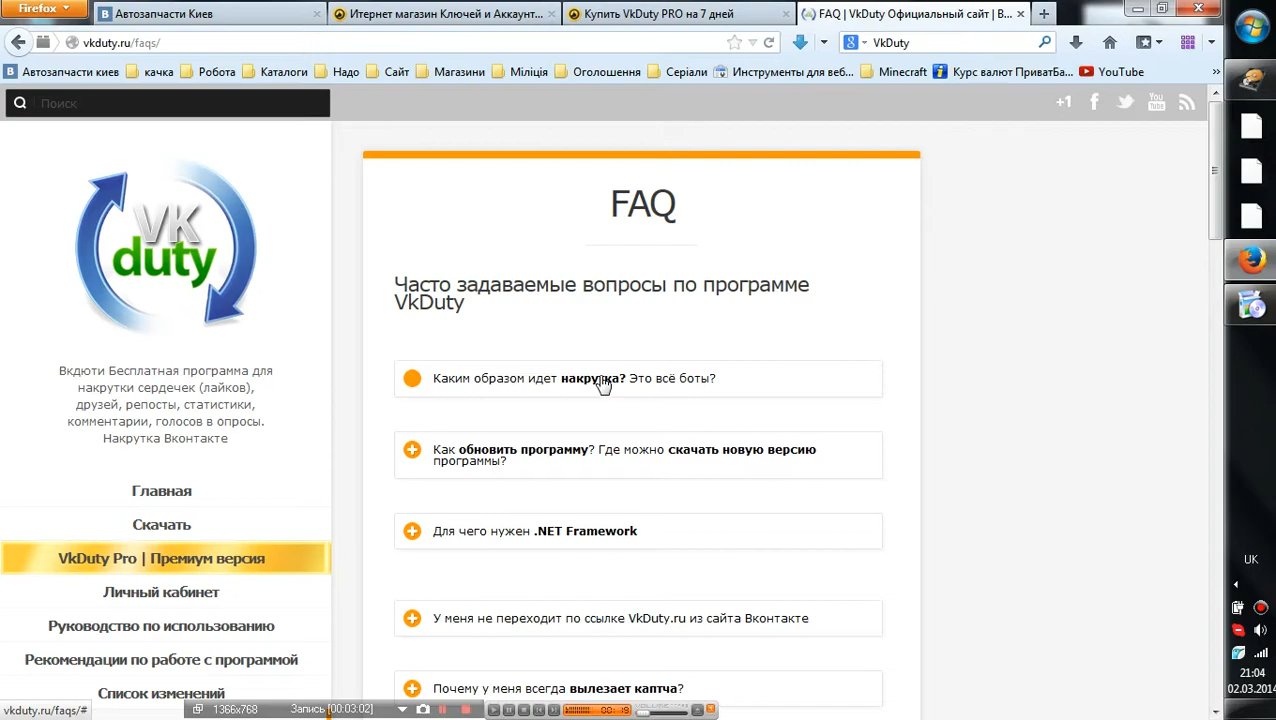 Firefox
Автозапчасти Киев
Итернет магазин Ключей и Аккаунт...
Купить VkDuty PRO на 7 дней
FAQ | VkDuty Официальный сайт | В...
vkduty.ru/faqs/
VkDuty
Автозапчасти киев
качка
Робота
Каталоги
Надо
Сайт
Магазини
Міліція
Оголошення
Серіали
Инструменты для веб...
Minecraft
Курс валют ПриватБа...
YouTube
Поиск
+1
You
Tube
VK
duty
Вкдюти Бесплатная программа для
накрутки сердечек (лайков),
друзей, репосты, статистики,
комментарии, голосов в опросы.
Накрутка Вконтакте
Главная
Скачать
VkDuty Pro | Премиум версия
Личный кабинет
Руководство по использованию
Рекомендации по работе с программой
Список изменений
FAQ
Часто задаваемые вопросы по программе
VkDuty
Каким образом идет накрутка? Это всё боты?
Как обновить программу? Где можно скачать новую версию
программы?
Для чего нужен .NET Framework
У меня не переходит по ссылке VkDuty.ru из сайта Вконтакте
Почему у меня всегда вылезает каптча?
vkduty.ru/faqs/#
1366x768
Запись [00:03:02]
UK
21:04
02.03.2014